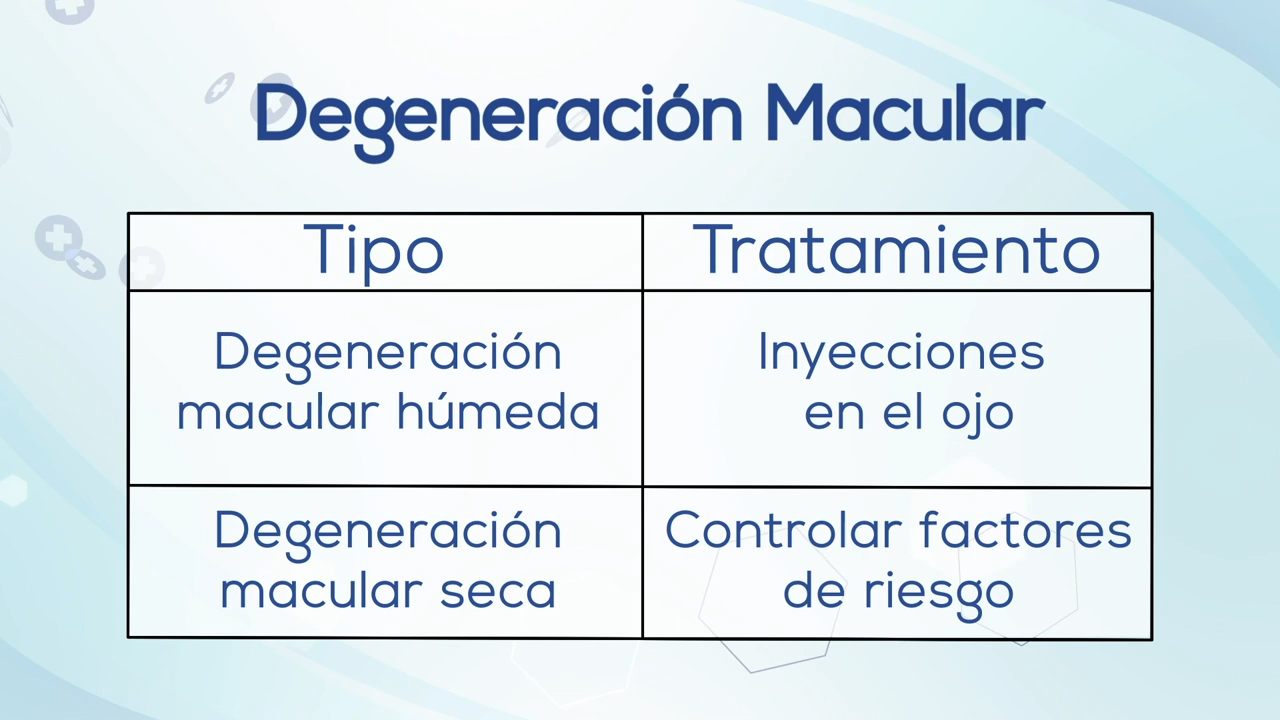 Degeneración Macular
Tipo
Tratamiento
Degeneración
macular húmeda
Inyecciones
en el ojo
Degeneración
macular seca
Controlar factores
de riesgo